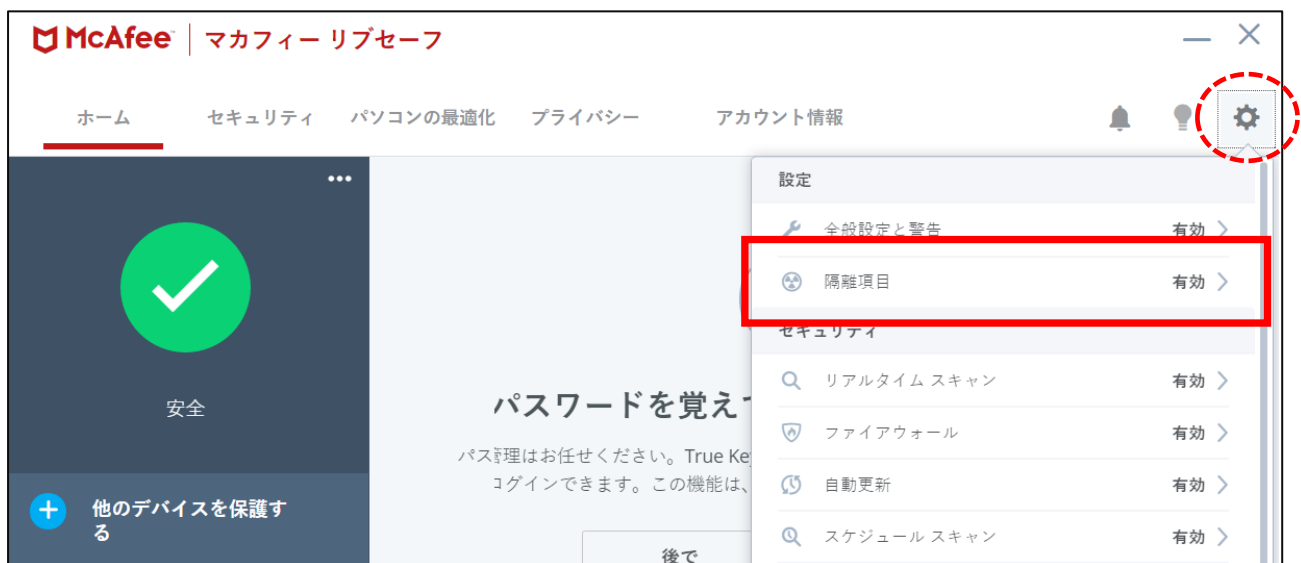 McAfee™ マカフィー リブセーフ
ホーム セキュリティ パソコンの最適化 プライバシー アカウント情報
安全
他のデバイスを保護す
る
パスワードを覚えて
理はお任せください。True Ke
ログインできます。この機能は、
後で
設定
全般設定と警告 有効
隔離項目 有効
セキュリティ
リアルタイム スキャン 有効
ファイアウォール 有効
自動更新 有効
スケジュール スキャン 有効